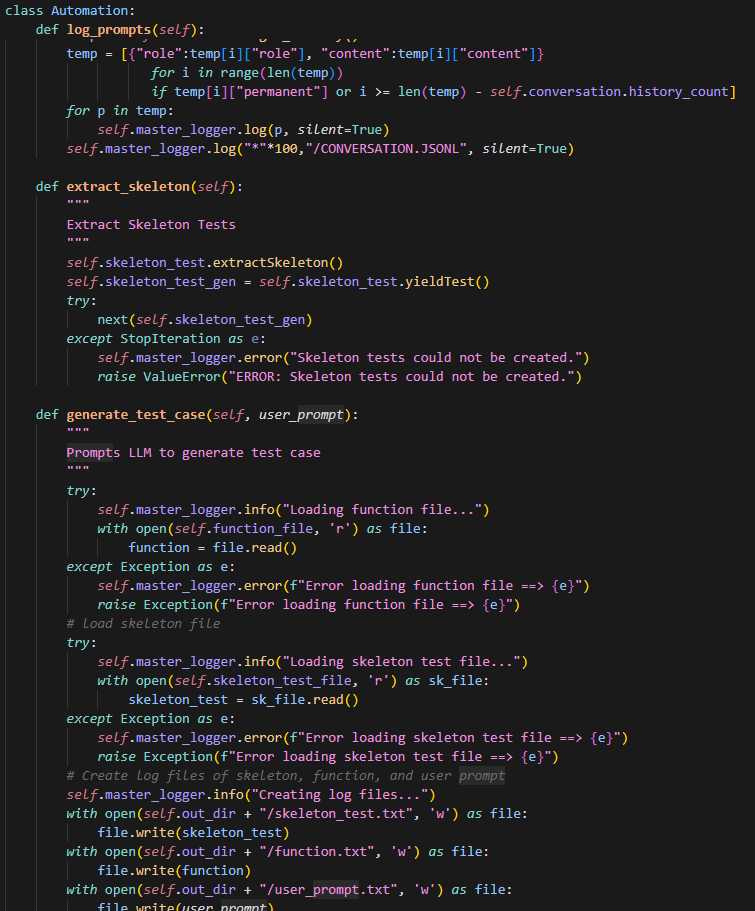 class Automation:
    def log_prompts(self):
        temp = [{"role":temp[i]["role"], "content":temp[i]["content"]}
                   for i in range(len(temp))
                   if temp[i]["permanent"] or i >= len(temp) - self.conversation.history_count]
        for p in temp:
            self.master_logger.log(p, silent=True)
        self.master_logger.log("*"*100,"/CONVERSATION.JSONL", silent=True)

    def extract_skeleton(self):
        """
        Extract Skeleton Tests
        """
        self.skeleton_test.extractSkeleton()
        self.skeleton_test_gen = self.skeleton_test.yieldTest()
        try:
            next(self.skeleton_test_gen)
        except StopIteration as e:
            self.master_logger.error("Skeleton tests could not be created.")
            raise ValueError("ERROR: Skeleton tests could not be created.")

    def generate_test_case(self, user_prompt):
        """
        Prompts LLM to generate test case
        """
        try:
            self.master_logger.info("Loading function file...")
            with open(self.function_file, 'r') as file:
                function = file.read()
        except Exception as e:
            self.master_logger.error(f"Error loading function file ==> {e}")
            raise Exception(f"Error loading function file ==> {e}")
        # load skeleton file
        try:
            self.master_logger.info("Loading skeleton test file...")
            with open(self.skeleton_test_file, 'r') as sk_file:
                skeleton_test = sk_file.read()
        except Exception as e:
            self.master_logger.error(f"Error loading skeleton test file ==> {e}")
            raise Exception(f"Error loading skeleton test file ==> {e}")
        # Create log files of skeleton, function, and user prompt
        self.master_logger.info("Creating log files...")
        with open(self.out_dir + "/skeleton_test.txt", 'w') as file:
            file.write(skeleton_test)
        with open(self.out_dir + "/function.txt", 'w') as file:
            file.write(function)
        with open(self.out_dir + "/user_prompt.txt", 'w') as file:
            file.write(user_prompt)